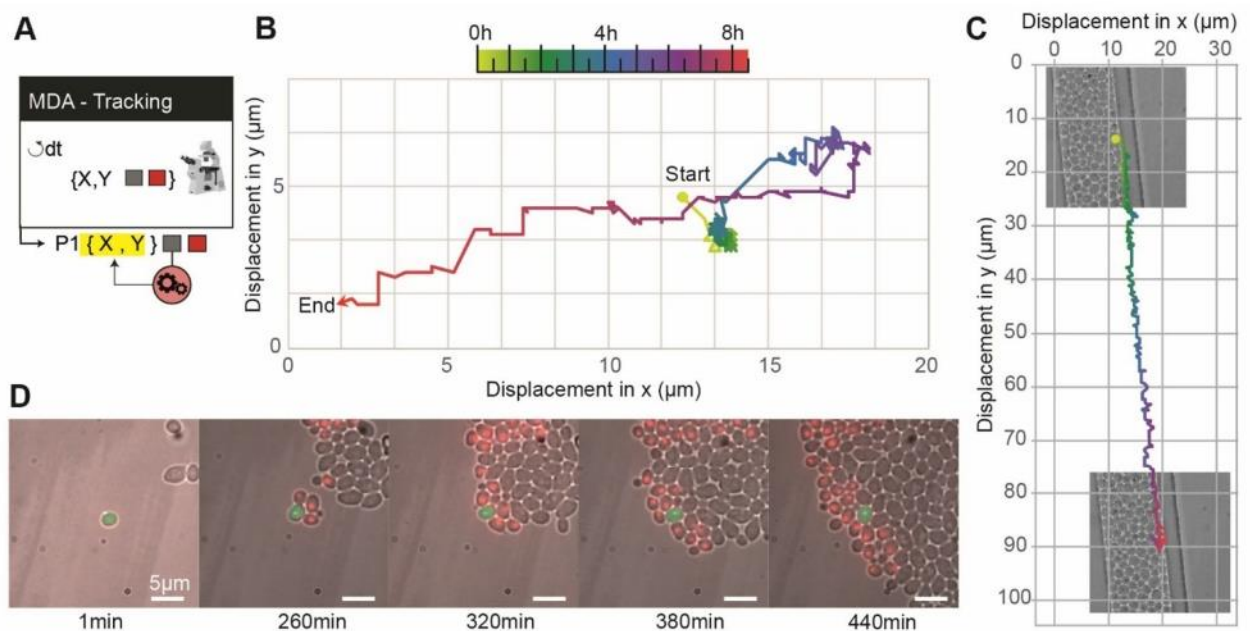 A
MDA - Tracking
dt
{X,Y }
P1 { X , Y }
B
0h 4h 8h
Displacement in y (μm)
5
0
Start
End
0 5 10 15 20
Displacement in x (μm)
C
Displacement in x (μm)
0 10 20 30
Displacement in y (μm)
0
10
20
30
40
50
60
70
80
90
100
D
5μm
1min 260min 320min 380min 440min